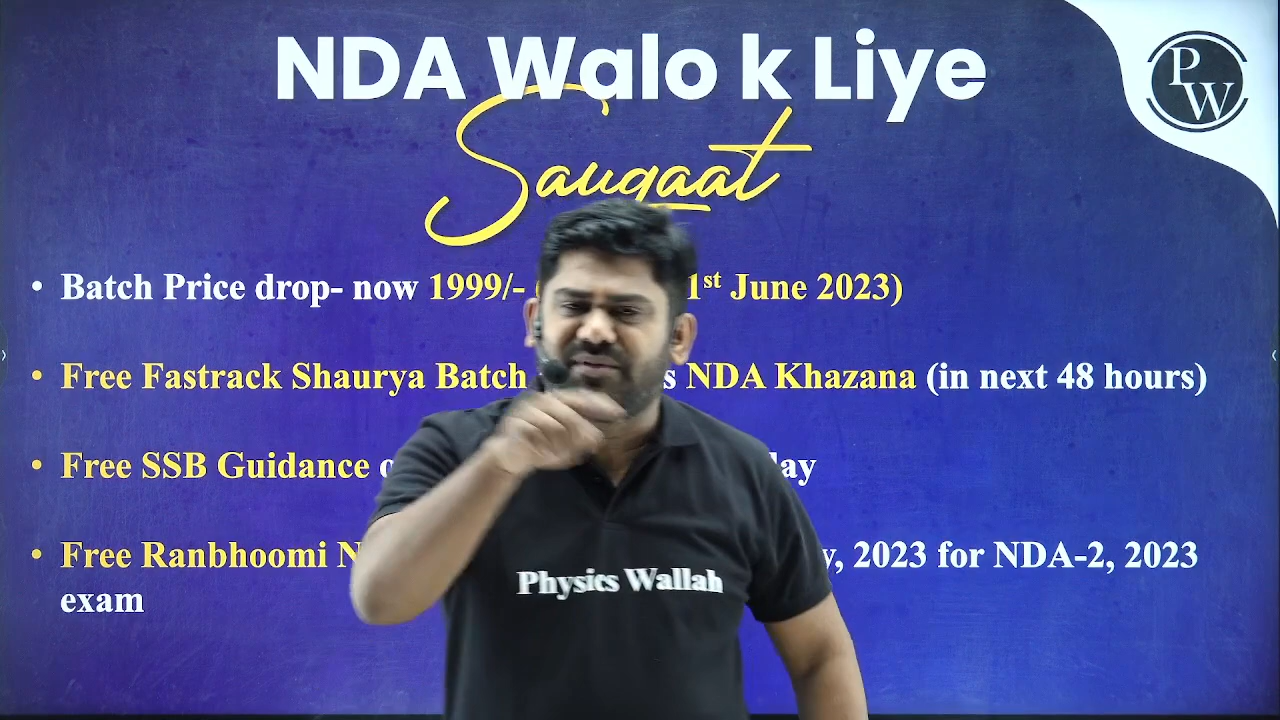 NDA Walo k Liye
PW
Saugaat
• Batch Price drop- now 1999/- ( 1st June 2023)
• Free Fastrack Shaurya Batch NDA Khazana (in next 48 hours)
• Free SSB Guidance
• Free Ranbhoomi 2023 for NDA-2, 2023
exam
Physics Wallah